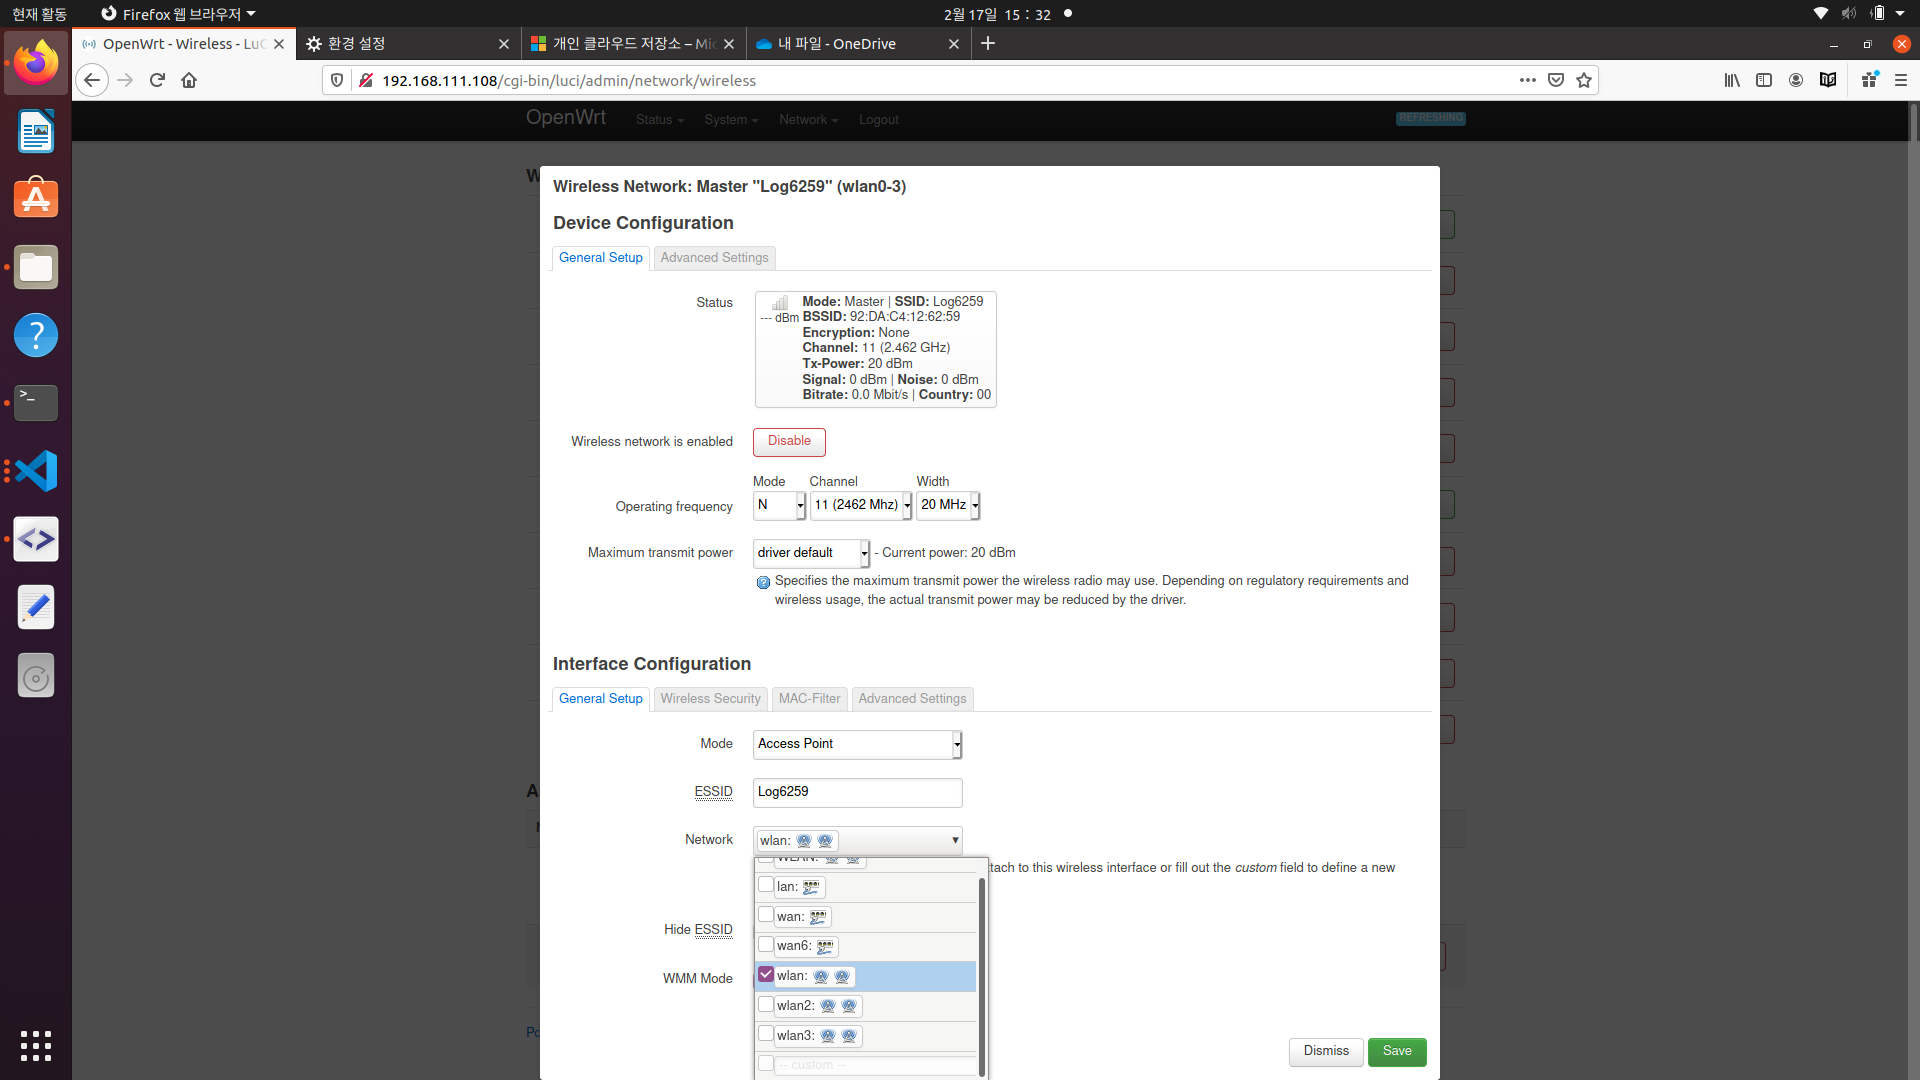 현재 활동
Firefox 웹 브라우저
2월 17일 15 : 32
OpenWrt - Wireless - LuC
환경 설정
개인 클라우드 저장소 – Mic
내 파일 - OneDrive
192.168.111.108/cgi-bin/luci/admin/network/wireless
OpenWrt
Status
System
Network
Logout
REFRESHING
Wireless Network: Master "Log6259" (wlan0-3)
Device Configuration
General Setup
Advanced Settings
Status
--- dBm
Mode: Master | SSID: Log6259
BSSID: 92:DA:C4:12:62:59
Encryption: None
Channel: 11 (2.462 GHz)
Tx-Power: 20 dBm
Signal: 0 dBm | Noise: 0 dBm
Bitrate: 0.0 Mbit/s | Country: 00
Wireless network is enabled
Disable
Mode Channel Width
Operating frequency
N
11 (2462 Mhz)
20 MHz
Maximum transmit power
driver default
- Current power: 20 dBm
Specifies the maximum transmit power the wireless radio may use. Depending on regulatory requirements and
wireless usage, the actual transmit power may be reduced by the driver.
Interface Configuration
General Setup
Wireless Security
MAC-Filter
Advanced Settings
Mode
Access Point
ESSID
Log6259
Network
wlan:
WLAN:
tach to this wireless interface or fill out the custom field to define a new
lan:
wan:
Hide ESSID
wan6:
wlan:
WMM Mode
wlan2:
wlan3:
-- custom --
Dismiss
Save